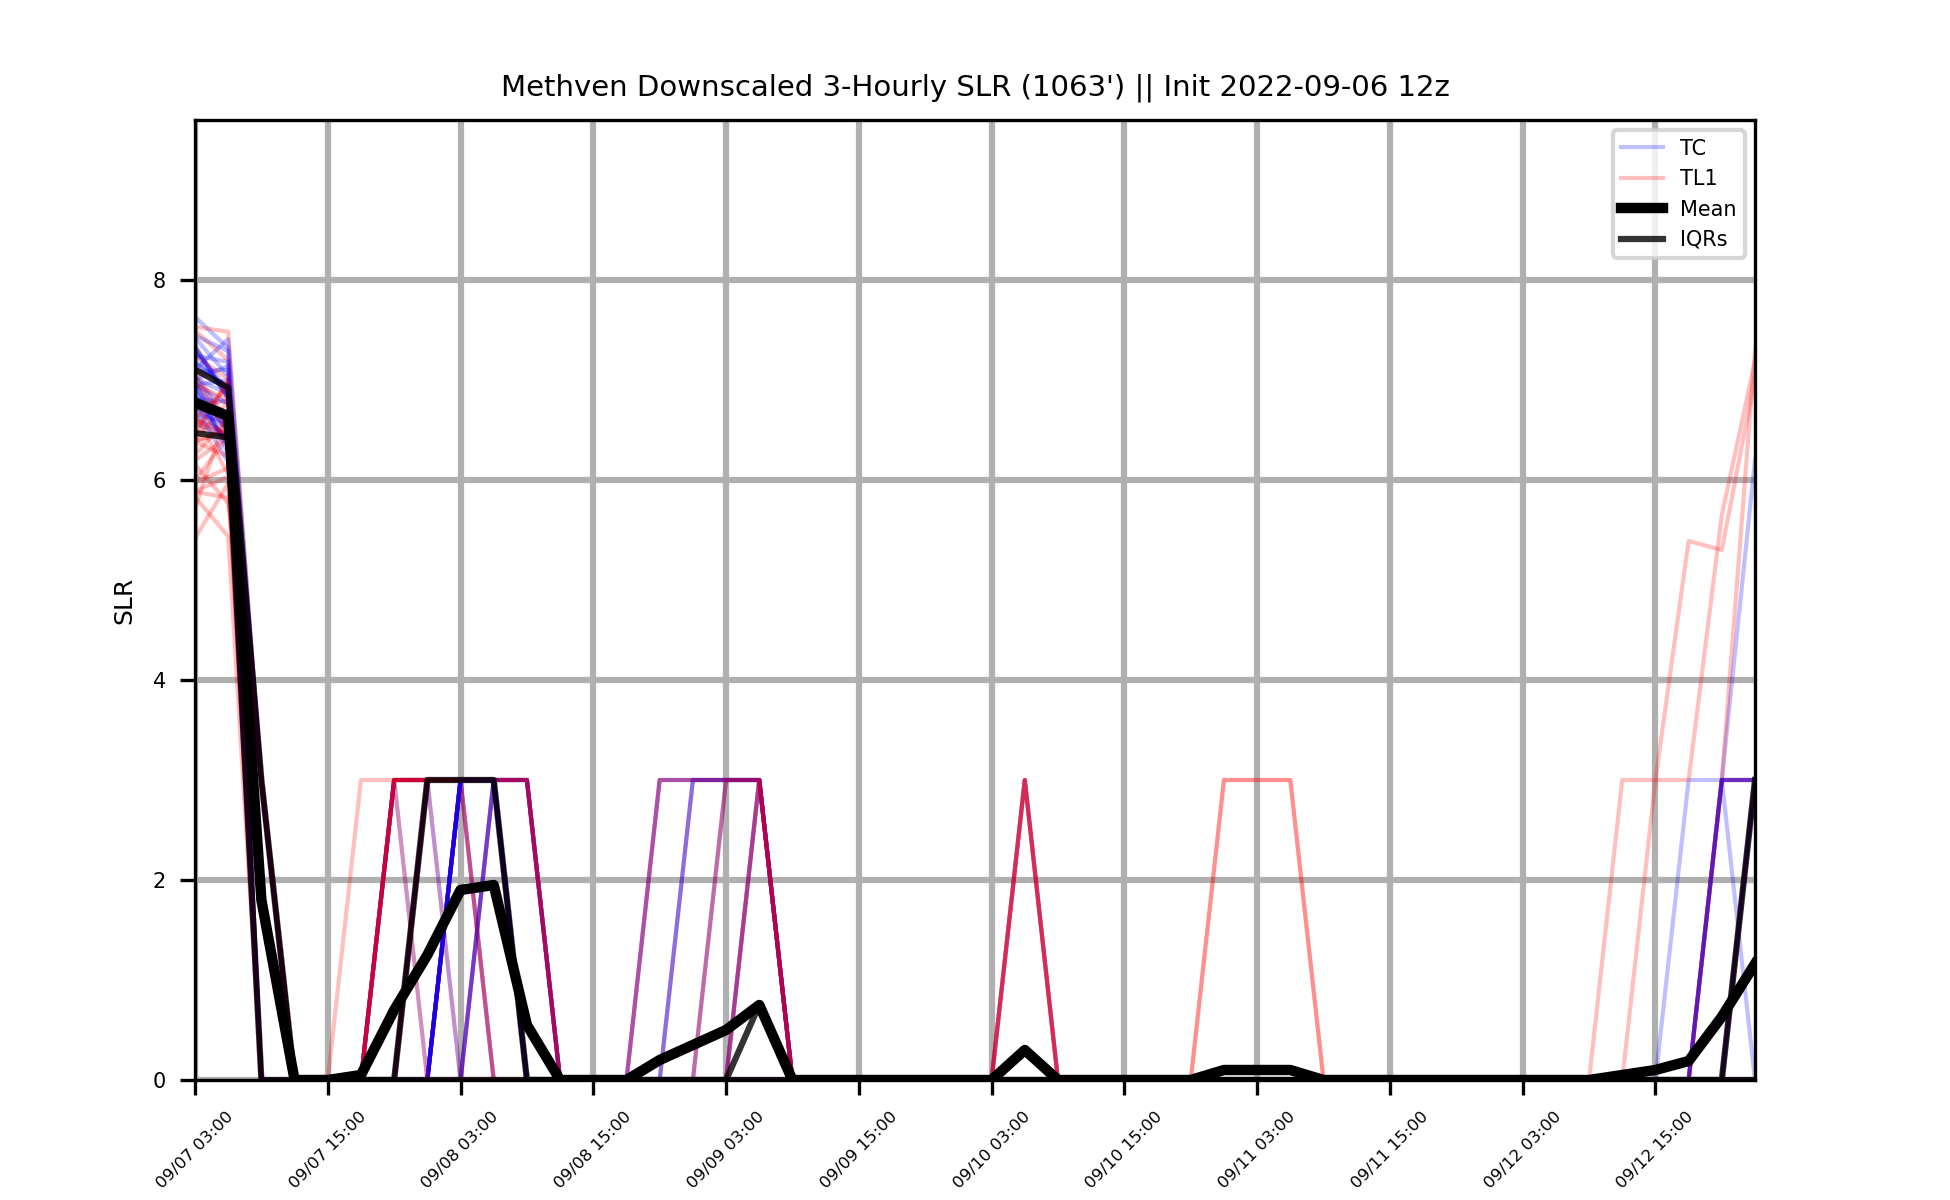 Methven Downscaled 3-Hourly SLR (1063') || Init 2022-09-06 12z
TC
TL1
Mean
IQRs
SLR
8
6
4
2
0
09/07 03:00
09/07 15:00
09/08 03:00
09/08 15:00
09/09 03:00
09/09 15:00
09/10 03:00
09/10 15:00
09/11 03:00
09/11 15:00
09/12 03:00
09/12 15:00